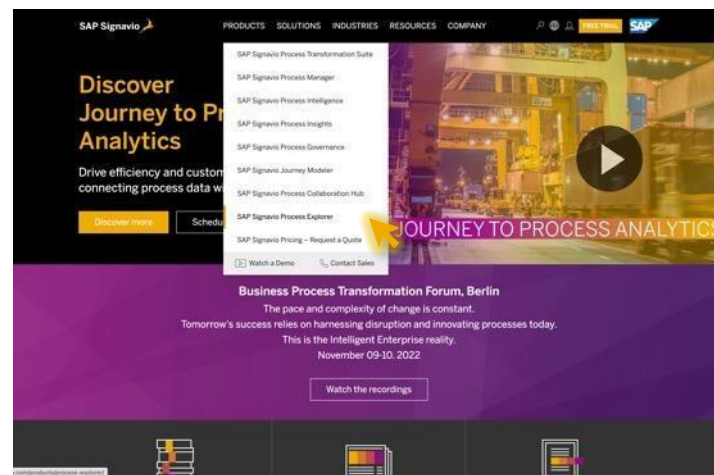 SAP Signavio
PRODUCTS SOLUTIONS INDUSTRIES RESOURCES COMPANY
FREE TRIAL
SAP
SAP Signavio Process Transformation Suite
SAP Signavio Process Manager
SAP Signavio Process Intelligence
SAP Signavio Process Insights
SAP Signavio Process Governance
SAP Signavio Journey Modeler
SAP Signavio Process Collaboration Hub
SAP Signavio Process Explorer
SAP Signavio Pricing – Request a Quote
Watch a Demo Contact Sales
Discover
Journey to Pr
Analytics
Drive efficiency and custom
connecting process data w
Discover more Schedu
JOURNEY TO PROCESS ANALYTICS
Business Process Transformation Forum, Berlin
The pace and complexity of change is constant.
Tomorrow's success relies on harnessing disruption and innovating processes today.
This is the Intelligent Enterprise reality.
November 09-10. 2022
Watch the recordings